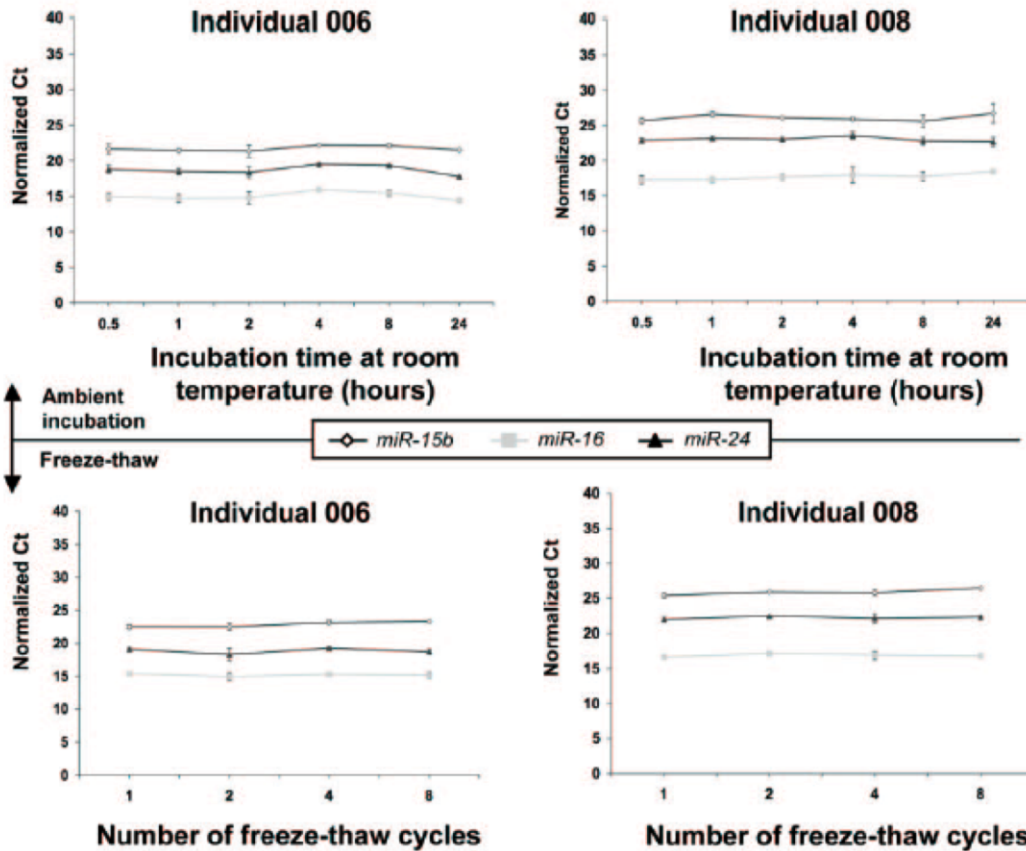 Individual 006
Normalized Ct
40
35
30
25
20
15
10
5
0
0.5 1 2 4 8 24
Incubation time at room
temperature (hours)
Individual 008
Normalized Ct
40
35
30
25
20
15
10
5
0
0.5 1 2 4 8 24
Incubation time at room
temperature (hours)
Ambient
incubation
Freeze-thaw
miR-15b miR-16 miR-24
Individual 006
Normalized Ct
40
35
30
25
20
15
10
5
0
1 2 4 8
Number of freeze-thaw cycles
Individual 008
Normalized Ct
40
35
30
25
20
15
10
5
0
1 2 4 8
Number of freeze-thaw cycles